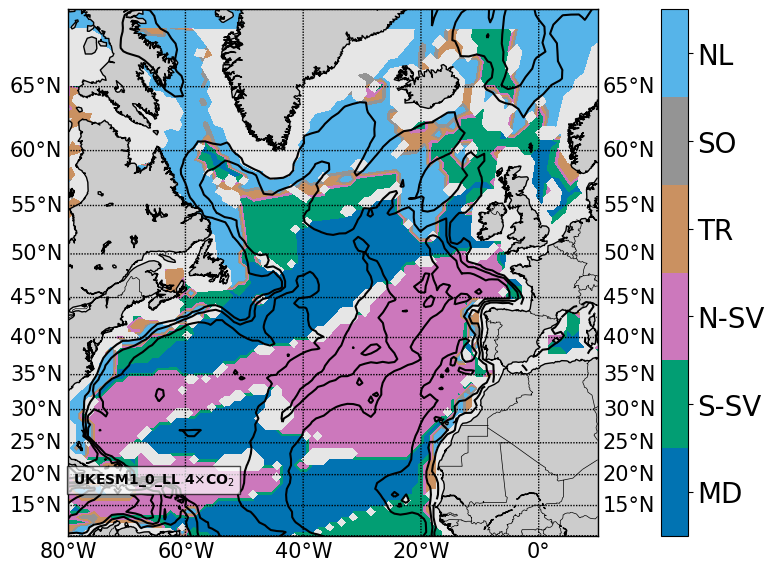 65°N 65°N
60°N 60°N
55°N 55°N
50°N 50°N
45°N 45°N
40°N 40°N
35°N 35°N
30°N 30°N
25°N 25°N
20°N 20°N
15°N 15°N
UKESM1_0_LL 4×CO₂
80°W 60°W 40°W 20°W 0°
NL
SO
TR
N-SV
S-SV
MD